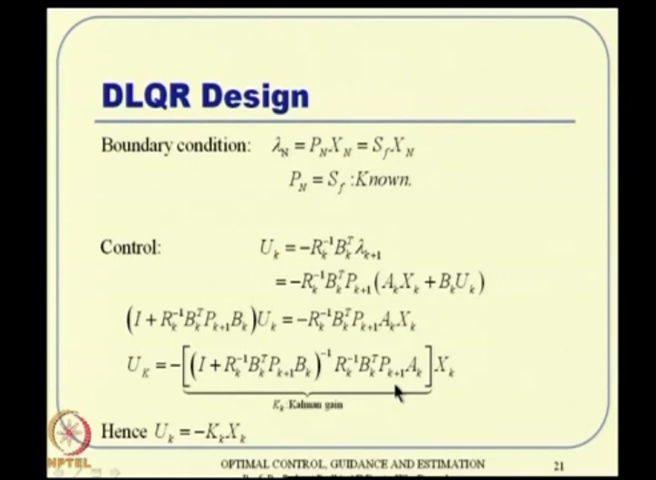 DLQR Design
Boundary condition: λ_N = P_N X_N = S_f X_N
P_N = S_f :Known.
Control: U_k = −R_k^{-1} B_k^T λ_{k+1}
= −R_k^{-1} B_k^T P_{k+1} (A_k X_k + B_k U_k)
(I + R_k^{-1} B_k^T P_{k+1} B_k) U_k = −R_k^{-1} B_k^T P_{k+1} A_k X_k
U_K = −[(I + R_k^{-1} B_k^T P_{k+1} B_k)^{-1} R_k^{-1} B_k^T P_{k+1} A_k] X_k
K_k :Kalman gain
Hence U_k = −K_k X_k
NPTEL
OPTIMAL CONTROL, GUIDANCE AND ESTIMATION
21